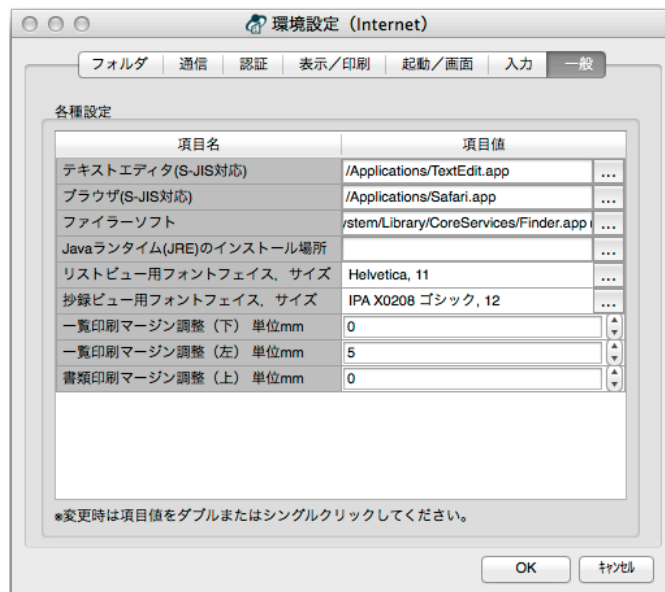 環境設定（Internet）
フォルダ 通信 認証 表示／印刷 起動／画面 入力 一般
各種設定
項目名 項目値
テキストエディタ(S-JIS対応) /Applications/TextEdit.app ...
ブラウザ(S-JIS対応) /Applications/Safari.app ...
ファイラーソフト ystem/Library/CoreServices/Finder.app ...
Javaランタイム(JRE)のインストール場所 ...
リストビュー用フォントフェイス，サイズ Helvetica, 11 ...
抄録ビュー用フォントフェイス，サイズ IPA X0208 ゴシック, 12 ...
一覧印刷マージン調整（下） 単位mm 0
一覧印刷マージン調整（左） 単位mm 5
書類印刷マージン調整（上） 単位mm 0
※変更時は項目値をダブルまたはシングルクリックしてください。
OK ｷｬﾝｾﾙ